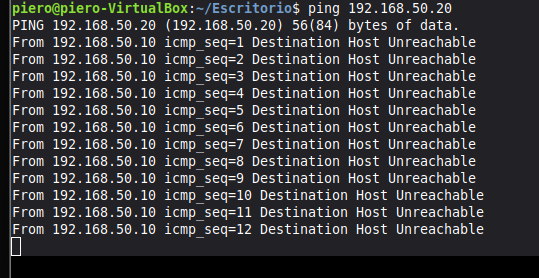 piero@piero-VirtualBox:~/Escritorio$ ping 192.168.50.20
PING 192.168.50.20 (192.168.50.20) 56(84) bytes of data.
From 192.168.50.10 icmp_seq=1 Destination Host Unreachable
From 192.168.50.10 icmp_seq=2 Destination Host Unreachable
From 192.168.50.10 icmp_seq=3 Destination Host Unreachable
From 192.168.50.10 icmp_seq=4 Destination Host Unreachable
From 192.168.50.10 icmp_seq=5 Destination Host Unreachable
From 192.168.50.10 icmp_seq=6 Destination Host Unreachable
From 192.168.50.10 icmp_seq=7 Destination Host Unreachable
From 192.168.50.10 icmp_seq=8 Destination Host Unreachable
From 192.168.50.10 icmp_seq=9 Destination Host Unreachable
From 192.168.50.10 icmp_seq=10 Destination Host Unreachable
From 192.168.50.10 icmp_seq=11 Destination Host Unreachable
From 192.168.50.10 icmp_seq=12 Destination Host Unreachable